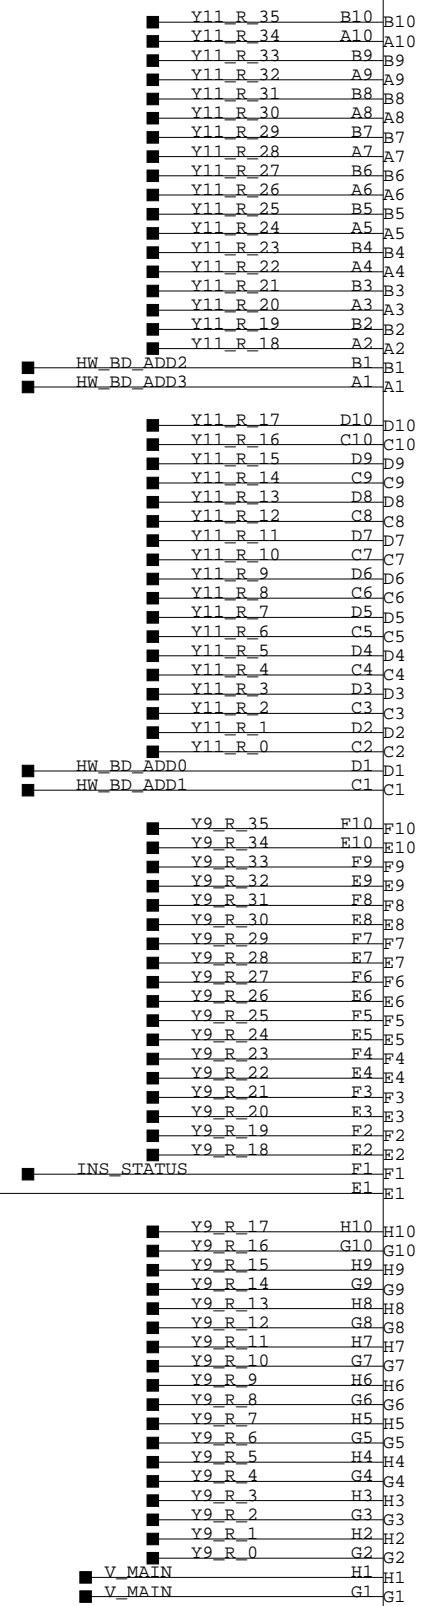 Y11_R_35 B10 B10
Y11_R_34 A10 A10
Y11_R_33 B9 B9
Y11_R_32 A9 A9
Y11_R_31 B8 B8
Y11_R_30 A8 A8
Y11_R_29 B7 B7
Y11_R_28 A7 A7
Y11_R_27 B6 B6
Y11_R_26 A6 A6
Y11_R_25 B5 B5
Y11_R_24 A5 A5
Y11_R_23 B4 B4
Y11_R_22 A4 A4
Y11_R_21 B3 B3
Y11_R_20 A3 A3
Y11_R_19 B2 B2
Y11_R_18 A2 A2
HW_BD_ADD2 B1 B1
HW_BD_ADD3 A1 A1
Y11_R_17 D10 D10
Y11_R_16 C10 C10
Y11_R_15 D9 D9
Y11_R_14 C9 C9
Y11_R_13 D8 D8
Y11_R_12 C8 C8
Y11_R_11 D7 D7
Y11_R_10 C7 C7
Y11_R_9 D6 D6
Y11_R_8 C6 C6
Y11_R_7 D5 D5
Y11_R_6 C5 C5
Y11_R_5 D4 D4
Y11_R_4 C4 C4
Y11_R_3 D3 D3
Y11_R_2 C3 C3
Y11_R_1 D2 D2
Y11_R_0 C2 C2
HW_BD_ADD0 D1 D1
HW_BD_ADD1 C1 C1
Y9_R_35 F10 F10
Y9_R_34 E10 E10
Y9_R_33 F9 F9
Y9_R_32 E9 E9
Y9_R_31 F8 F8
Y9_R_30 E8 E8
Y9_R_29 F7 F7
Y9_R_28 E7 E7
Y9_R_27 F6 F6
Y9_R_26 E6 E6
Y9_R_25 F5 F5
Y9_R_24 E5 E5
Y9_R_23 F4 F4
Y9_R_22 E4 E4
Y9_R_21 F3 F3
Y9_R_20 E3 E3
Y9_R_19 F2 F2
Y9_R_18 E2 E2
INS_STATUS F1 F1
E1 E1
Y9_R_17 H10 H10
Y9_R_16 G10 G10
Y9_R_15 H9 H9
Y9_R_14 G9 G9
Y9_R_13 H8 H8
Y9_R_12 G8 G8
Y9_R_11 H7 H7
Y9_R_10 G7 G7
Y9_R_9 H6 H6
Y9_R_8 G6 G6
Y9_R_7 H5 H5
Y9_R_6 G5 G5
Y9_R_5 H4 H4
Y9_R_4 G4 G4
Y9_R_3 H3 H3
Y9_R_2 G3 G3
Y9_R_1 H2 H2
Y9_R_0 G2 G2
V_MAIN H1 H1
V_MAIN G1 G1